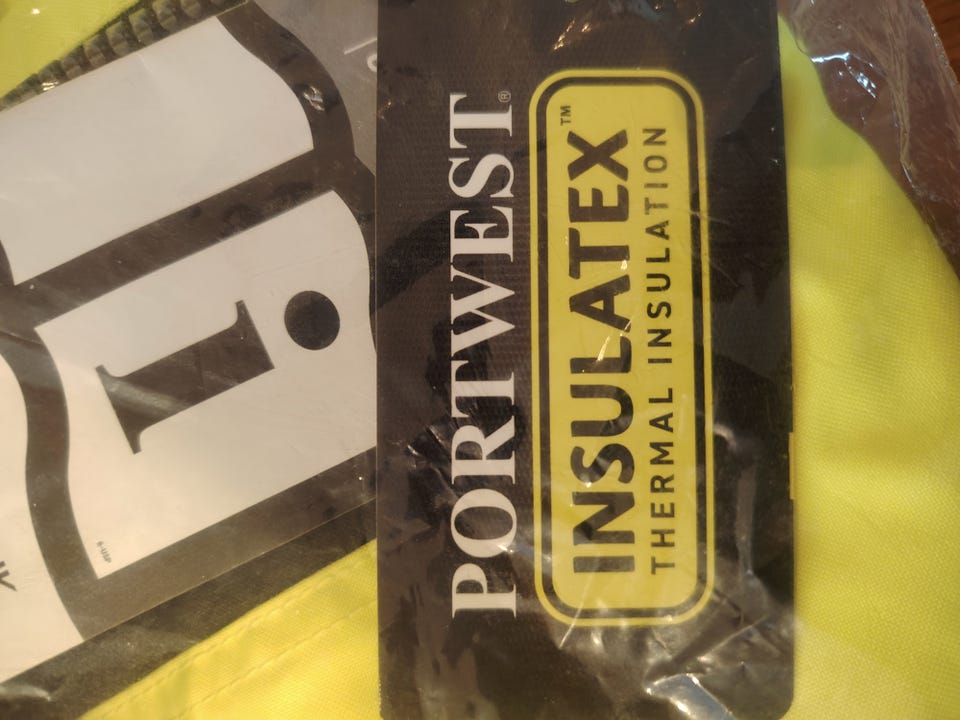 PORTWEST®
INSULATEX™
THERMAL INSULATION
i